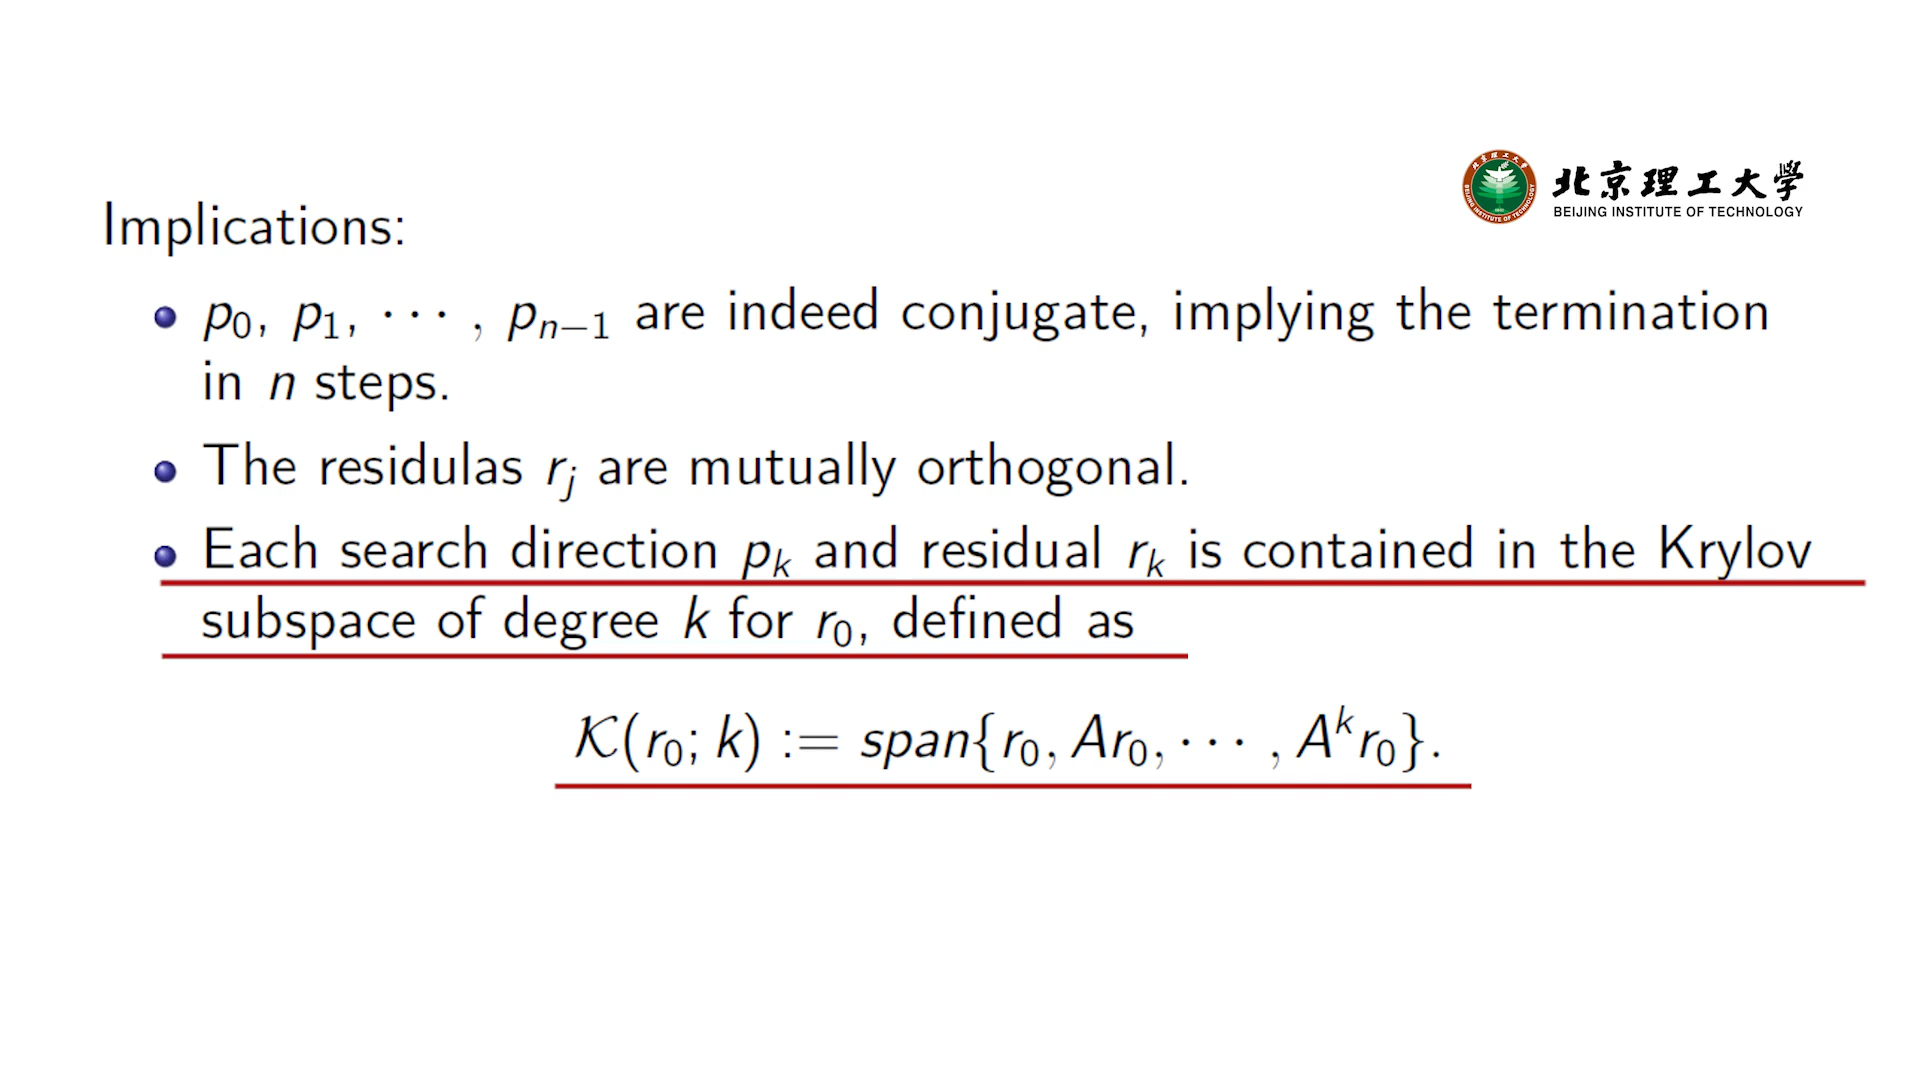 北京理工大学
BEIJING INSTITUTE OF TECHNOLOGY
Implications:
p₀, p₁, ··· , pₙ₋₁ are indeed conjugate, implying the termination
in n steps.
The residulas rⱼ are mutually orthogonal.
Each search direction pₖ and residual rₖ is contained in the Krylov
subspace of degree k for r₀, defined as
𝒦(r₀; k) := span{r₀, Ar₀, ··· , Aᵏr₀}.